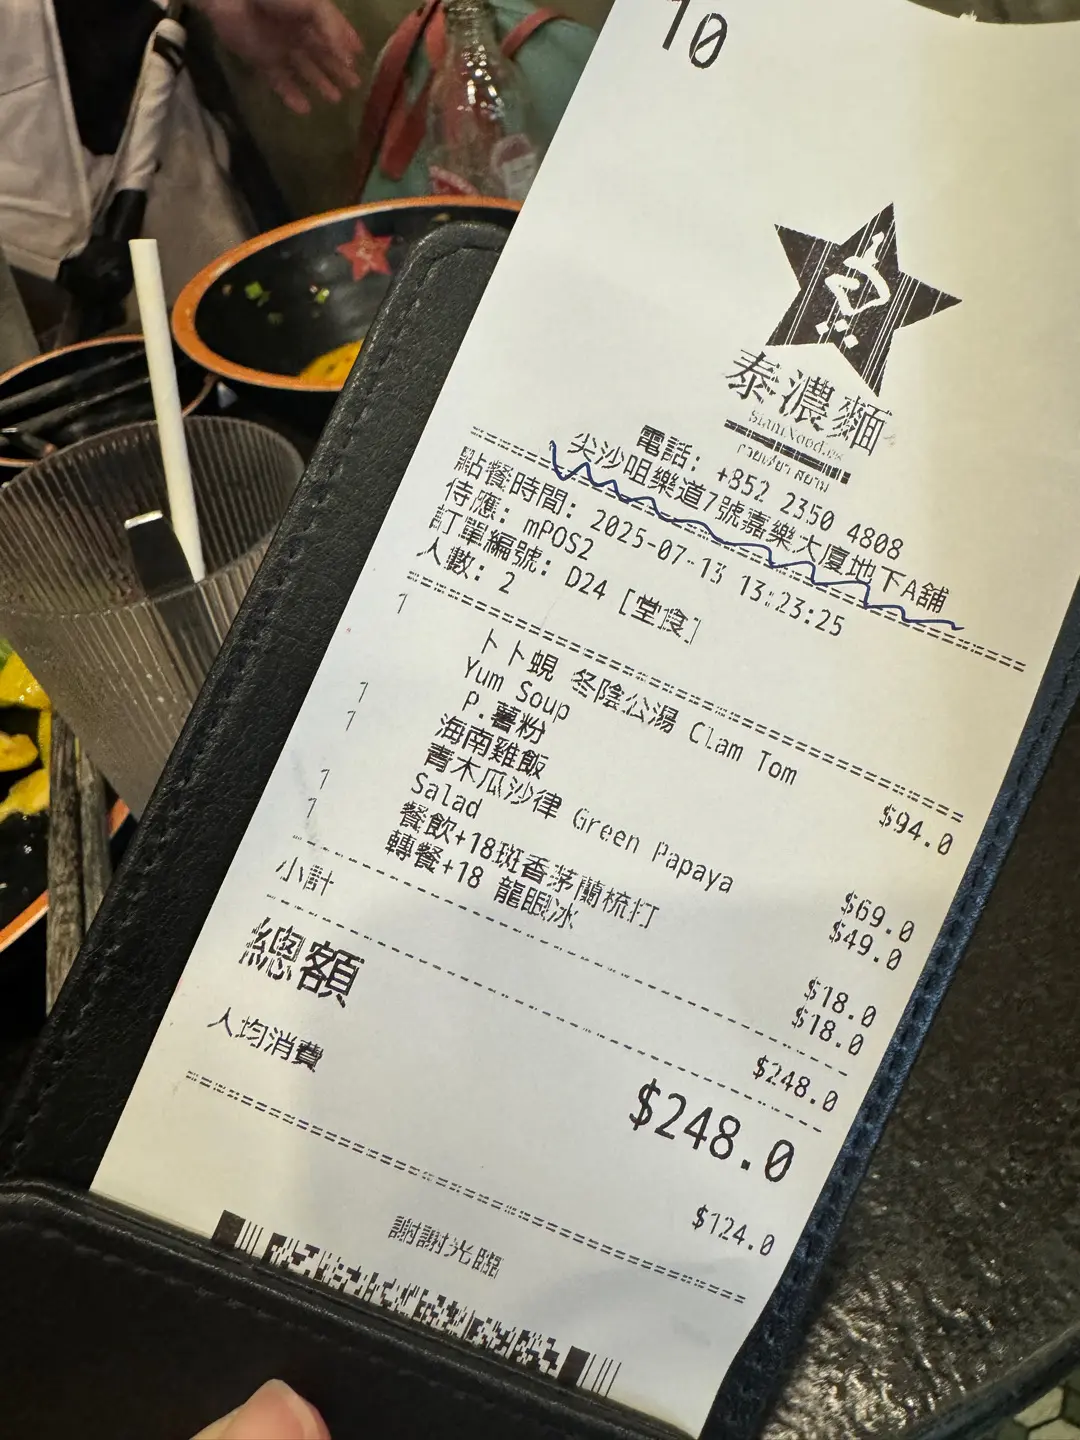 10
泰濃麵
電話: +852 2350 4808
尖沙咀樂道7號嘉樂大廈地下A舖
點餐時間: 2025-07-13 13:23:25
侍應: mPOS2
訂單編號: D24 [堂食]
人數: 2
1 卜卜蜆 冬陰公湯 Clam Tom
Yum Soup $94.0
P.薯粉
1 海南雞飯 $69.0
1 青木瓜沙律 Green Papaya
Salad $49.0
1 餐飲+18斑香茅蘭梳打 $18.0
1 轉餐+18 龍眼冰 $18.0
小計 $248.0
總額 $248.0
人均消費 $124.0
謝謝光臨